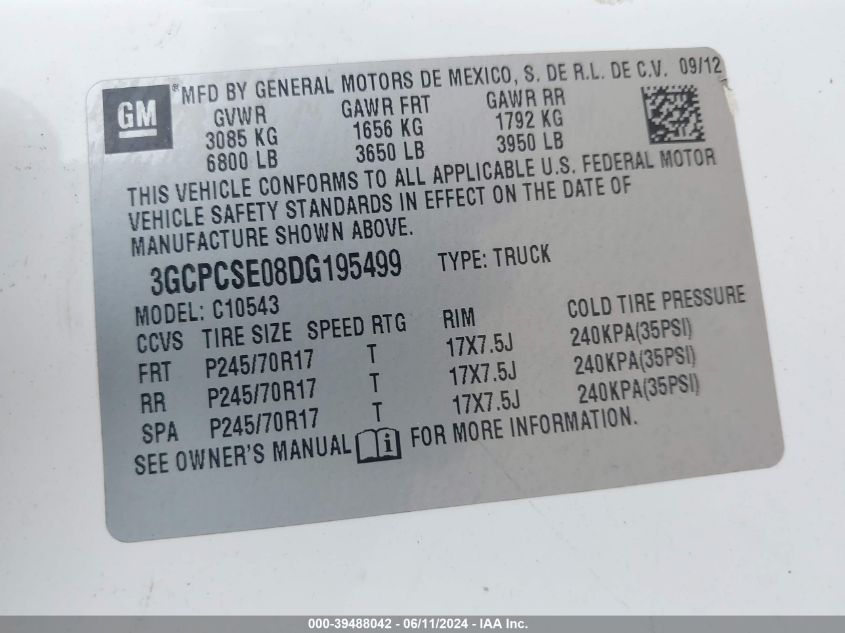 GM ® MFD BY GENERAL MOTORS DE MEXICO, S. DE R.L. DE C.V. 09/12
GVWR GAWR FRT GAWR RR
3085 KG 1656 KG 1792 KG
6800 LB 3650 LB 3950 LB
THIS VEHICLE CONFORMS TO ALL APPLICABLE U.S. FEDERAL MOTOR
VEHICLE SAFETY STANDARDS IN EFFECT ON THE DATE OF
MANUFACTURE SHOWN ABOVE.
3GCPCSE08DG195499 TYPE: TRUCK
MODEL: C10543
CCVS TIRE SIZE SPEED RTG RIM COLD TIRE PRESSURE
FRT P245/70R17 T 17X7.5J 240KPA(35PSI)
RR P245/70R17 T 17X7.5J 240KPA(35PSI)
SPA P245/70R17 T 17X7.5J 240KPA(35PSI)
SEE OWNER'S MANUAL i FOR MORE INFORMATION.
000-39488042 - 06/11/2024 - IAA Inc.